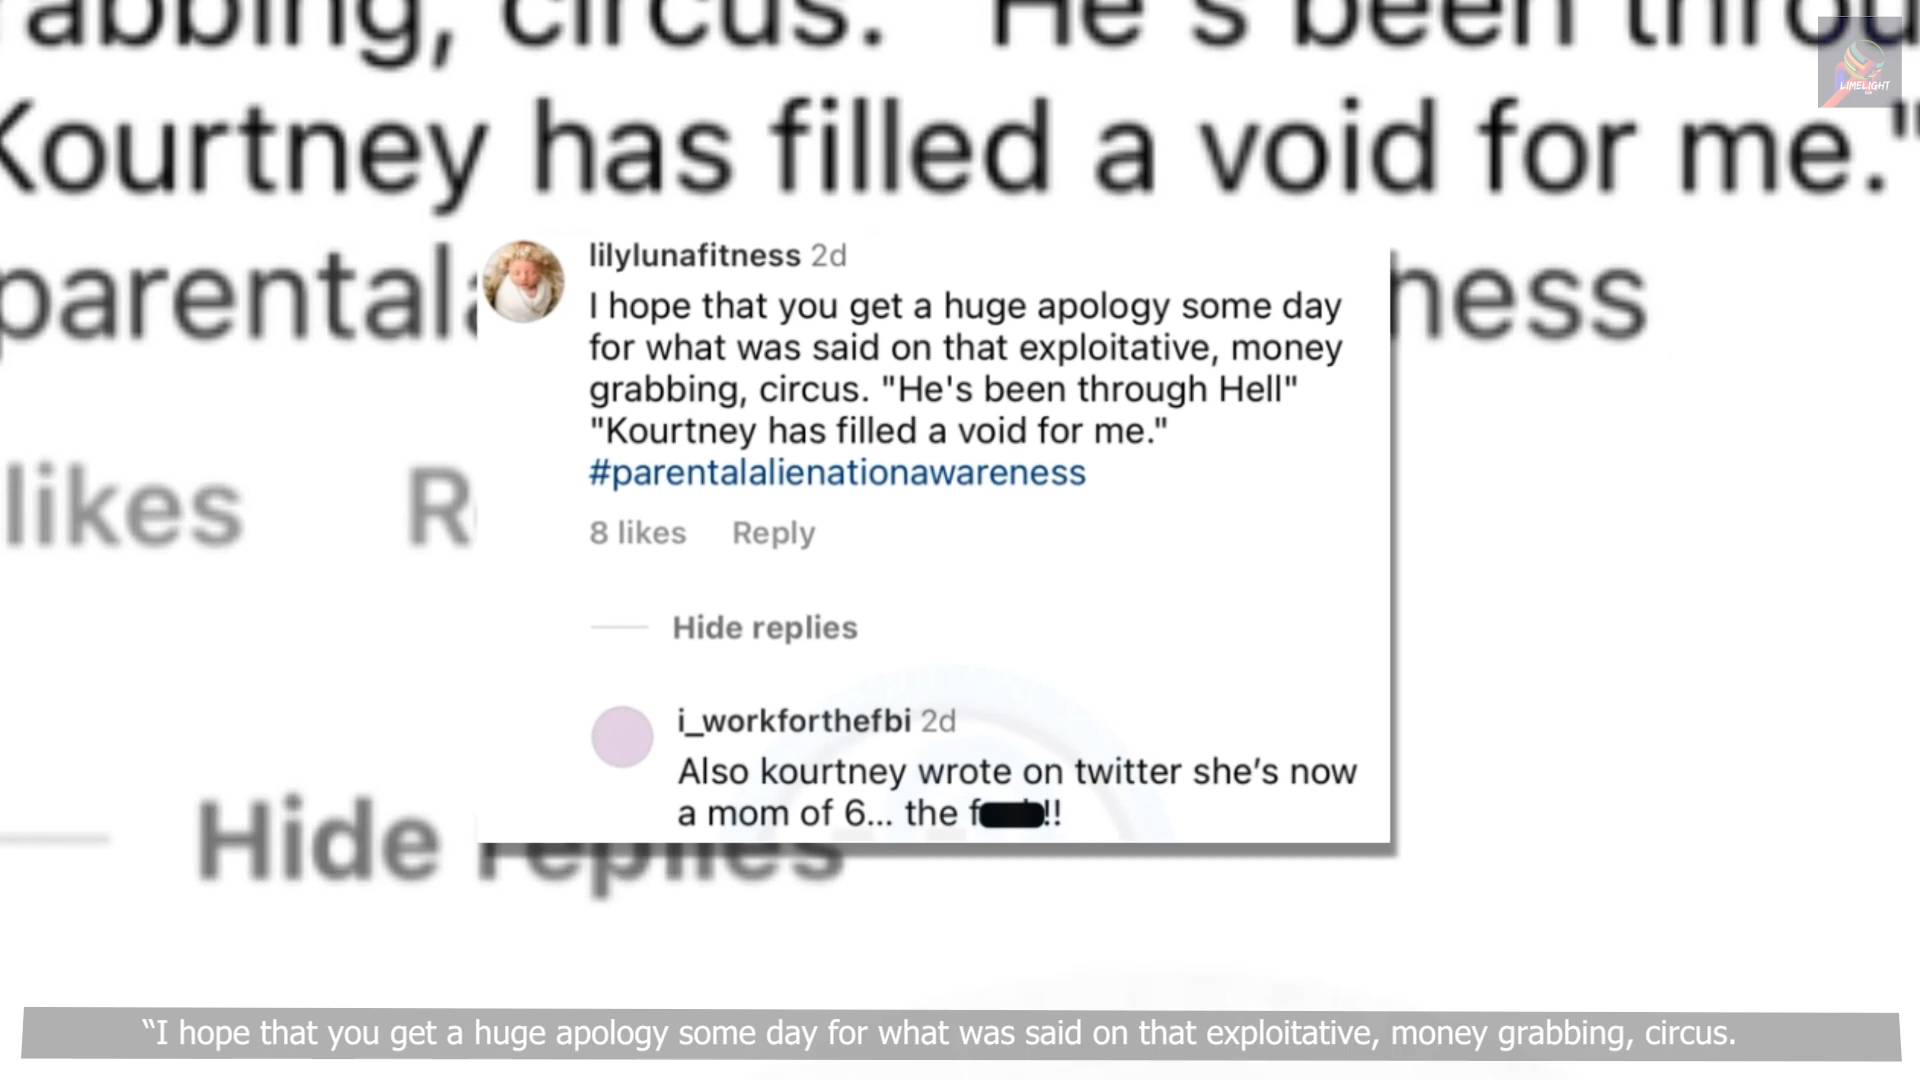 abbing, circus. "He's been throu
Kourtney has filled a void for me."
parentala
ness
likes R
Hide replies
LIMELIGHT
lilylunafitness 2d
I hope that you get a huge apology some day
for what was said on that exploitative, money
grabbing, circus. "He's been through Hell"
"Kourtney has filled a void for me."
#parentalalienationawareness
8 likes Reply
Hide replies
i_workforthefbi 2d
Also kourtney wrote on twitter she's now
a mom of 6... the f!!
“I hope that you get a huge apology some day for what was said on that exploitative, money grabbing, circus.